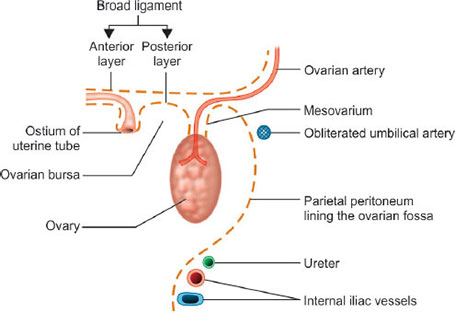 Broad ligament
Anterior
layer
Posterior
layer
Ovarian artery
Mesovarium
Obliterated umbilical artery
Ostium of
uterine tube
Ovarian bursa
Ovary
Parietal peritoneum
lining the ovarian fossa
Ureter
Internal iliac vessels